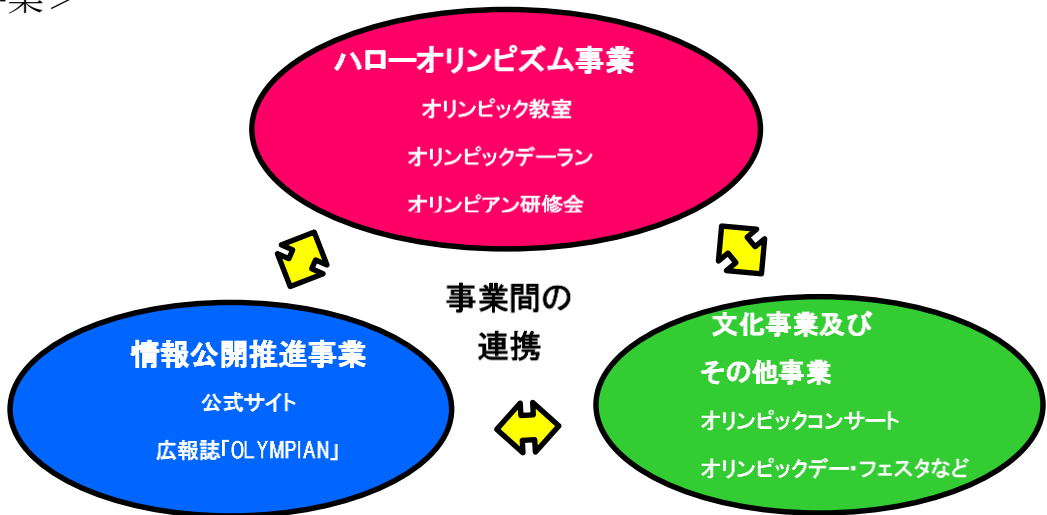 業＞
ハローオリンピズム事業
オリンピック教室
オリンピックデーラン
オリンピアン研修会
事業間の
連携
情報公開推進事業
公式サイト
広報誌「OLYMPIAN」
文化事業及び
その他事業
オリンピックコンサート
オリンピックデー・フェスタなど